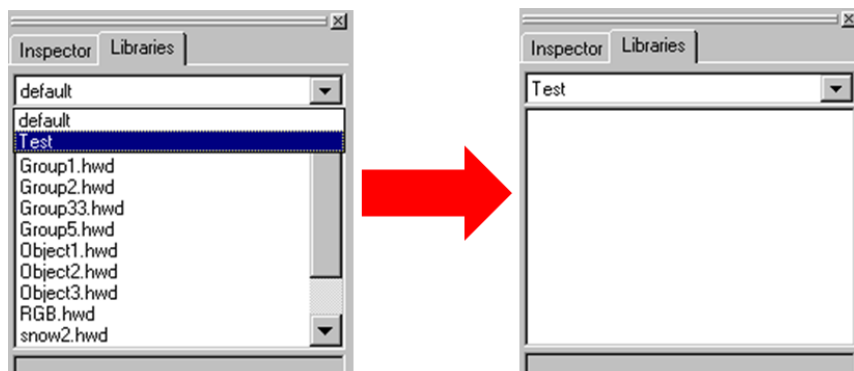 Inspector Libraries
default
default
Test
Group1.hwd
Group2.hwd
Group33.hwd
Group5.hwd
Object1.hwd
Object2.hwd
Object3.hwd
RGB.hwd
snow2.hwd
Inspector Libraries
Test